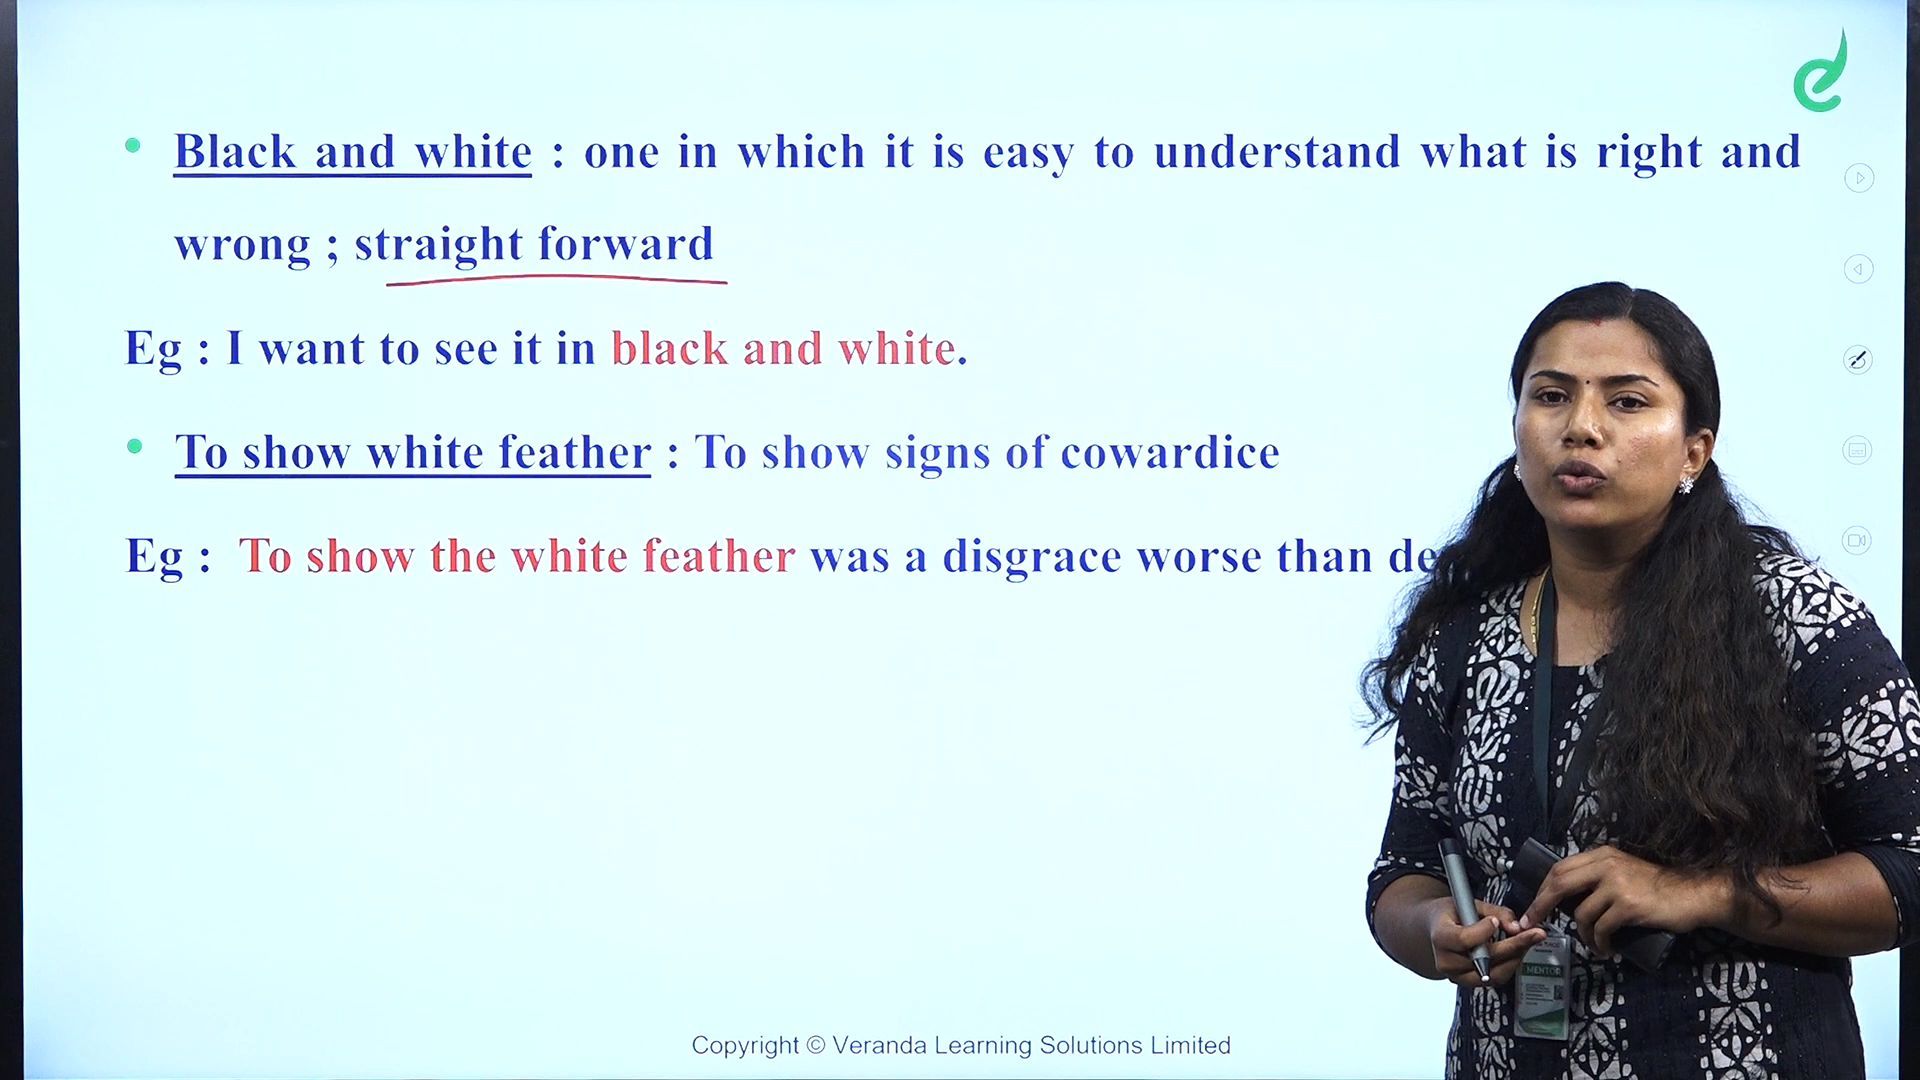 Black and white : one in which it is easy to understand what is right and
wrong ; straight forward
Eg : I want to see it in black and white.
To show white feather : To show signs of cowardice
Eg : To show the white feather was a disgrace worse than
MENTOR
Copyright © Veranda Learning Solutions Limited